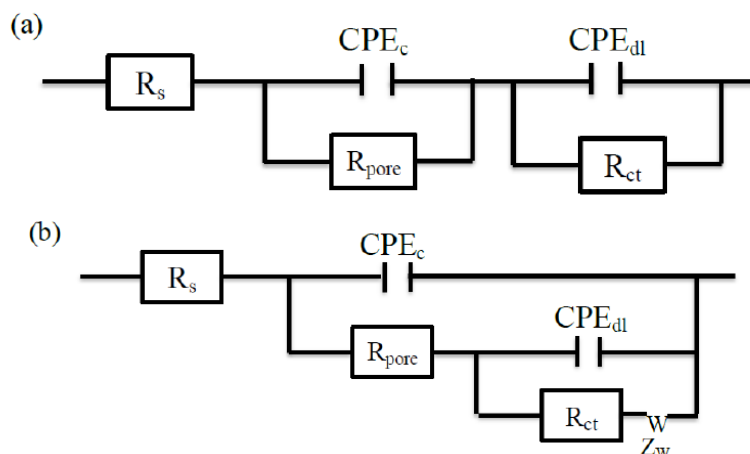 (a)
CPEc
CPEdl
Rs
Rpore
Rct
(b)
CPEc
Rs
CPEdl
Rpore
Rct
W
Zw